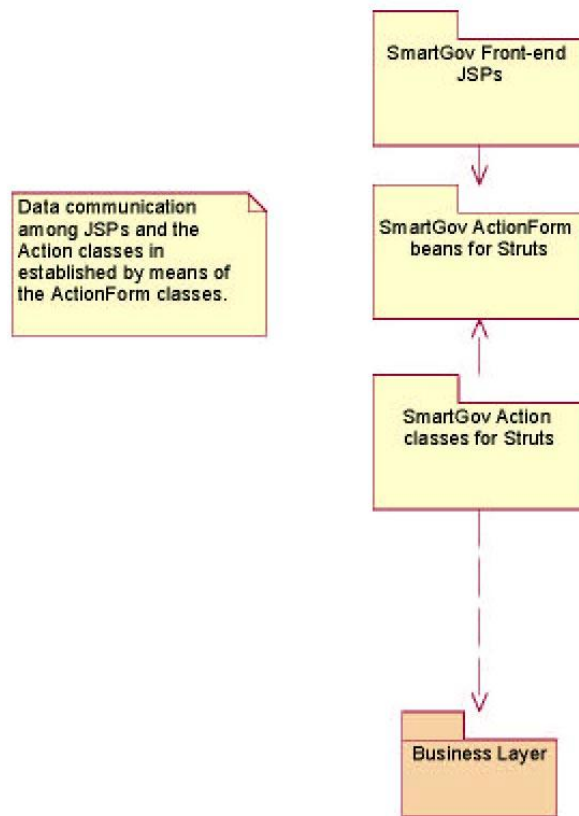 SmartGov Front-end
JSPs
Data communication
among JSPs and the
Action classes in
established by means of
the ActionForm classes.
SmartGov ActionForm
beans for Struts
SmartGov Action
classes for Struts
Business Layer